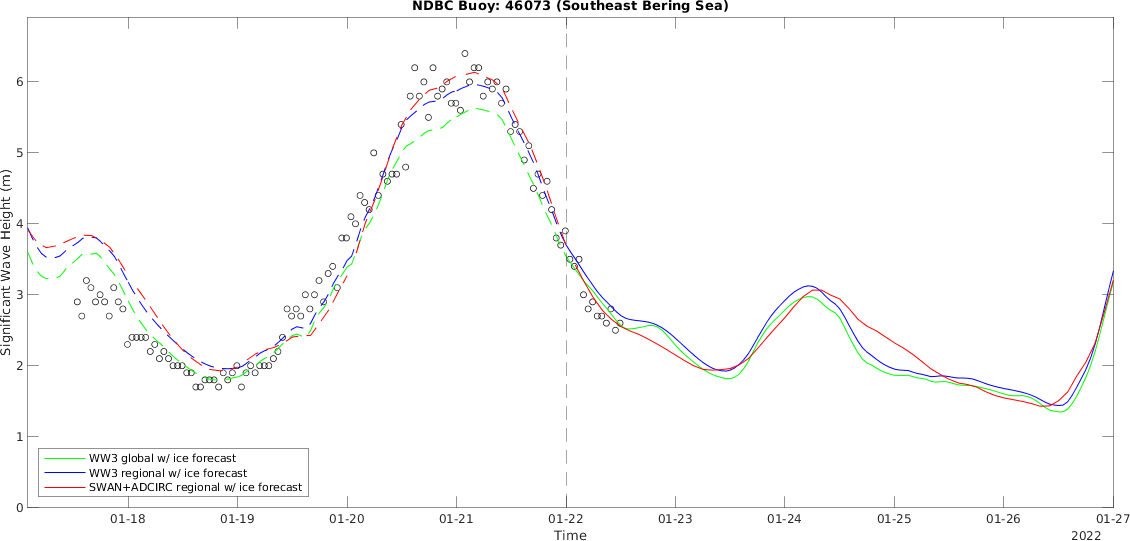 NDBC Buoy: 46073 (Southeast Bering Sea)
Significant Wave Height (m)
6
5
4
3
2
1
0
WW3 global w/ ice forecast
WW3 regional w/ ice forecast
SWAN+ADCIRC regional w/ ice forecast
01-18 01-19 01-20 01-21 01-22 01-23 01-24 01-25 01-26 01-27
Time
2022